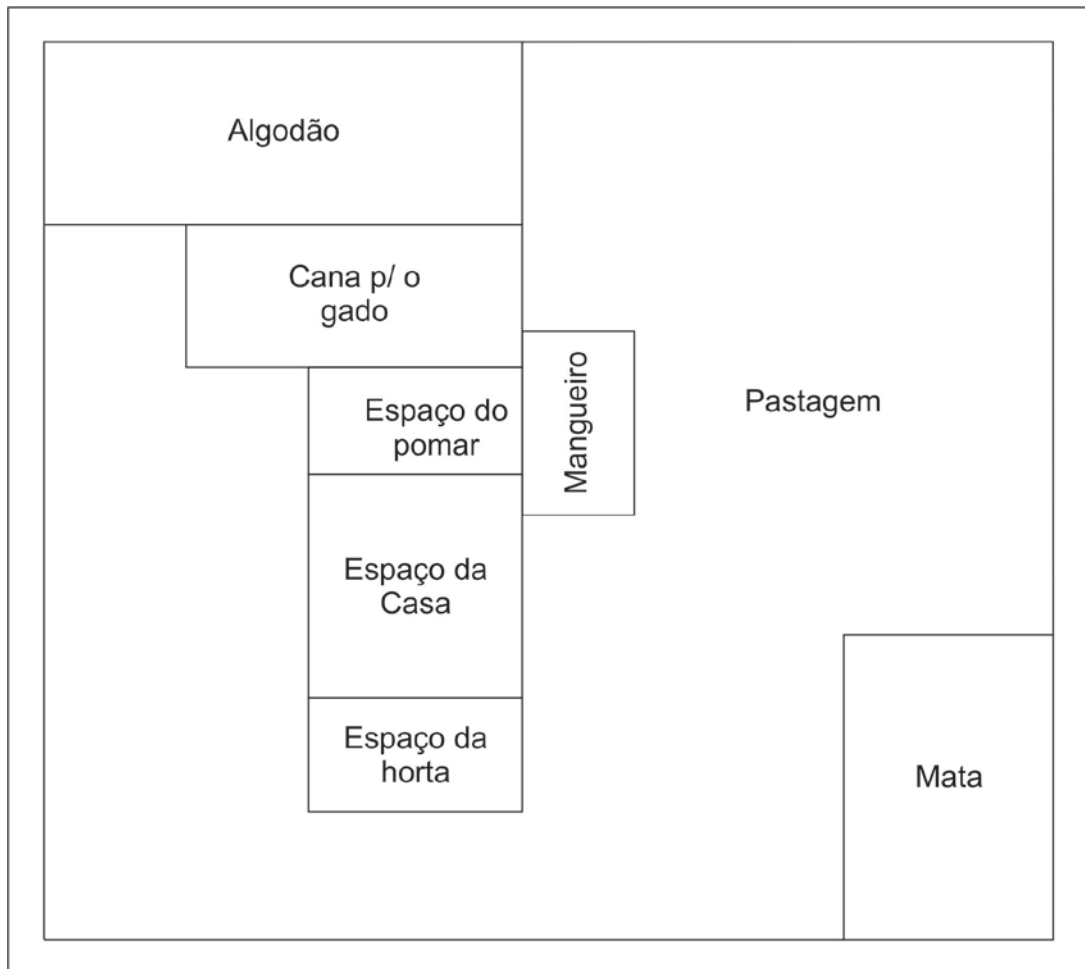 Algodão
Cana p/ o
gado
Espaço do
pomar
Mangueiro
Pastagem
Espaço da
Casa
Espaço da
horta
Mata